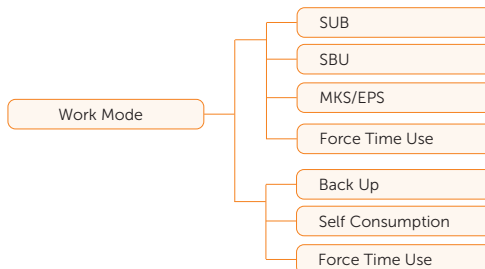 SUB
SBU
MKS/EPS
Work Mode
Force Time Use
Back Up
Self Consumption
Force Time Use